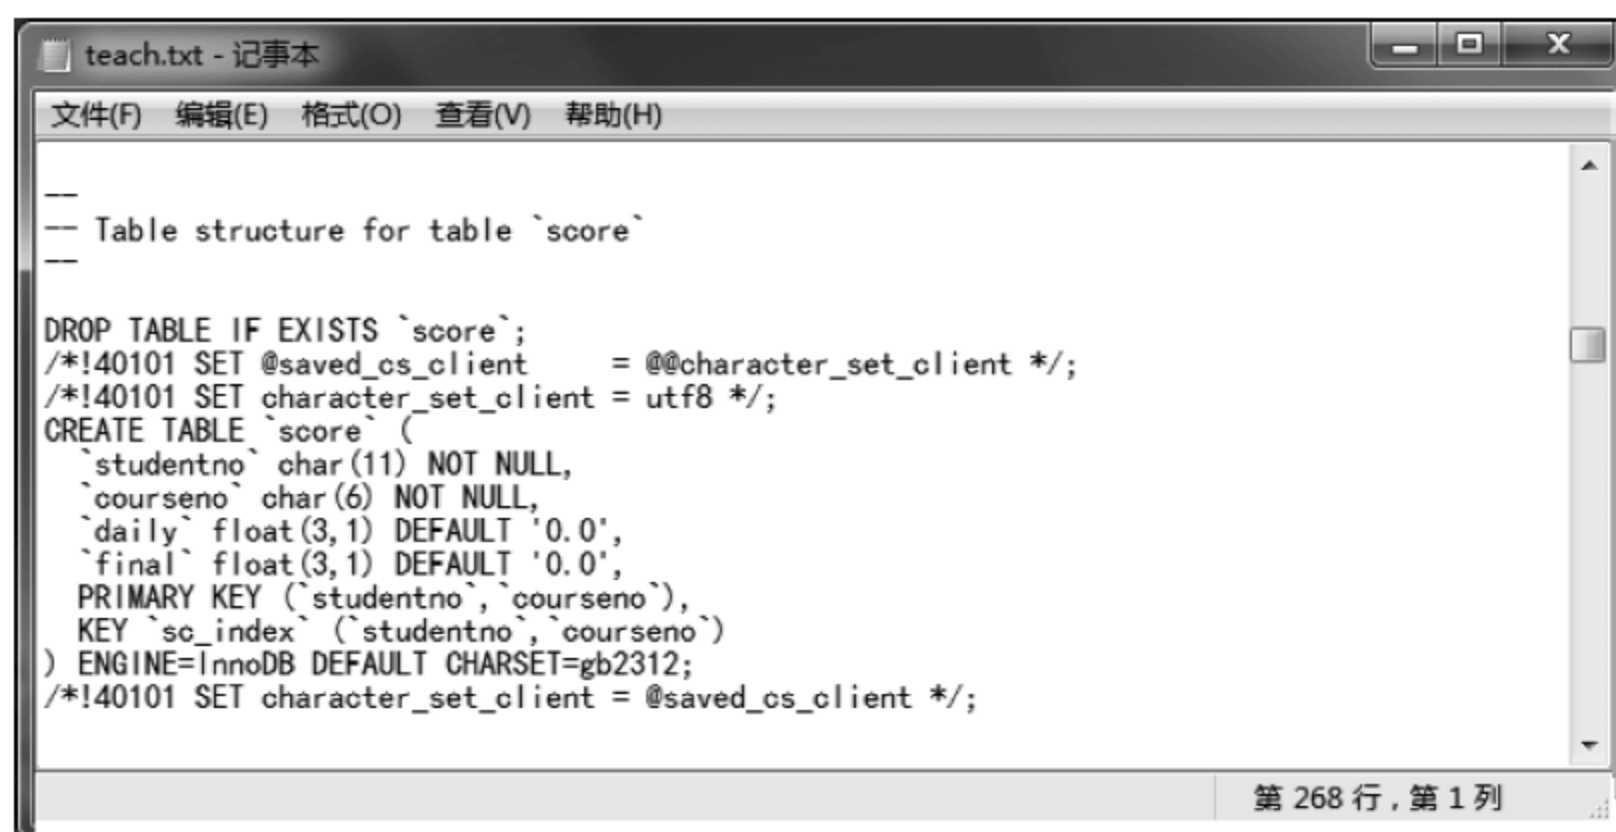 teach.txt - 记事本
文件(F) 编辑(E) 格式(O) 查看(V) 帮助(H)
--
-- Table structure for table `score`
--
DROP TABLE IF EXISTS `score`;
/*!40101 SET @saved_cs_client     = @@character_set_client */;
/*!40101 SET character_set_client = utf8 */;
CREATE TABLE `score` (
  `studentno` char(11) NOT NULL,
  `courseno` char(6) NOT NULL,
  `daily` float(3,1) DEFAULT '0.0',
  `final` float(3,1) DEFAULT '0.0',
  PRIMARY KEY (`studentno`,`courseno`),
  KEY `sc_index` (`studentno`,`courseno`)
) ENGINE=InnoDB DEFAULT CHARSET=gb2312;
/*!40101 SET character_set_client = @saved_cs_client */;
第 268 行，第 1 列